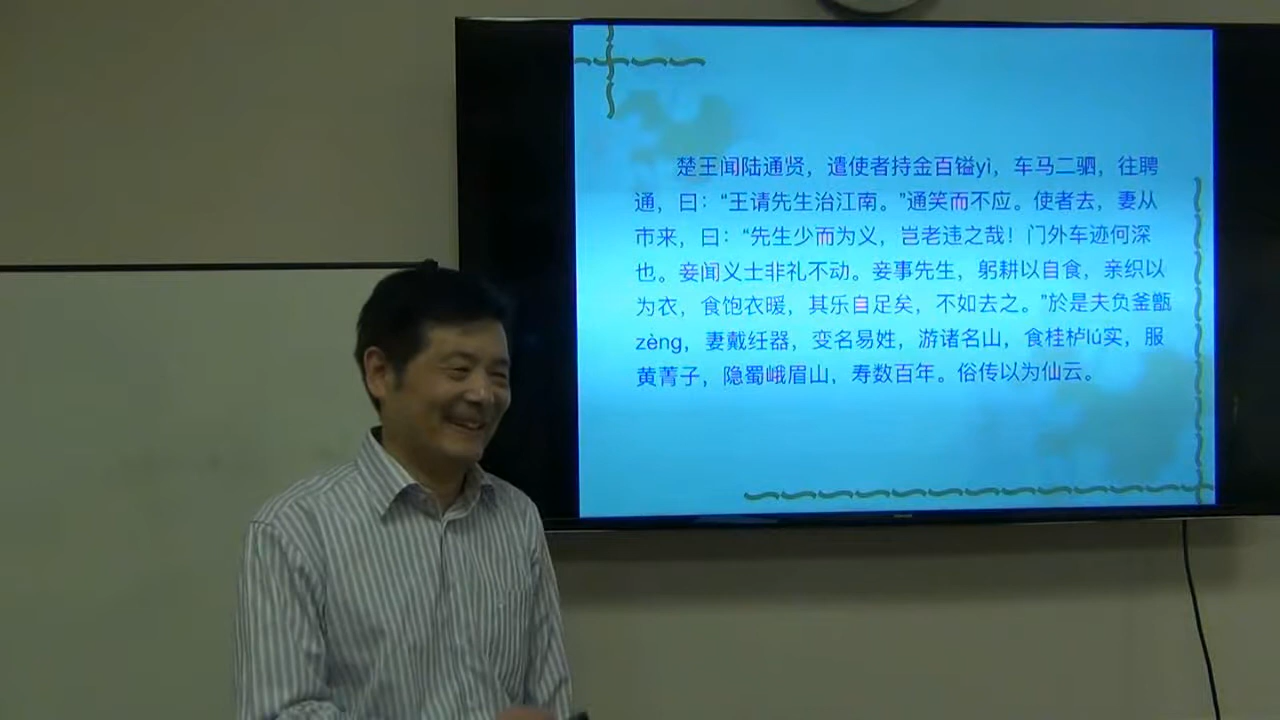 楚王闻陆通贤，遣使者持金百镒yì，车马二驷，往聘
通，曰：“王请先生治江南。”通笑而不应。使者去，妻从
市来，曰：“先生少而为义，岂老违之哉！门外车迹何深
也。妾闻义士非礼不动。妾事先生，躬耕以自食，亲织以
为衣，食饱衣暖，其乐自足矣，不如去之。”於是夫负釜甑
zèng，妻戴纴器，变名易姓，游诸名山，食桂栌lú实，服
黄菁子，隐蜀峨眉山，寿数百年。俗传以为仙云。